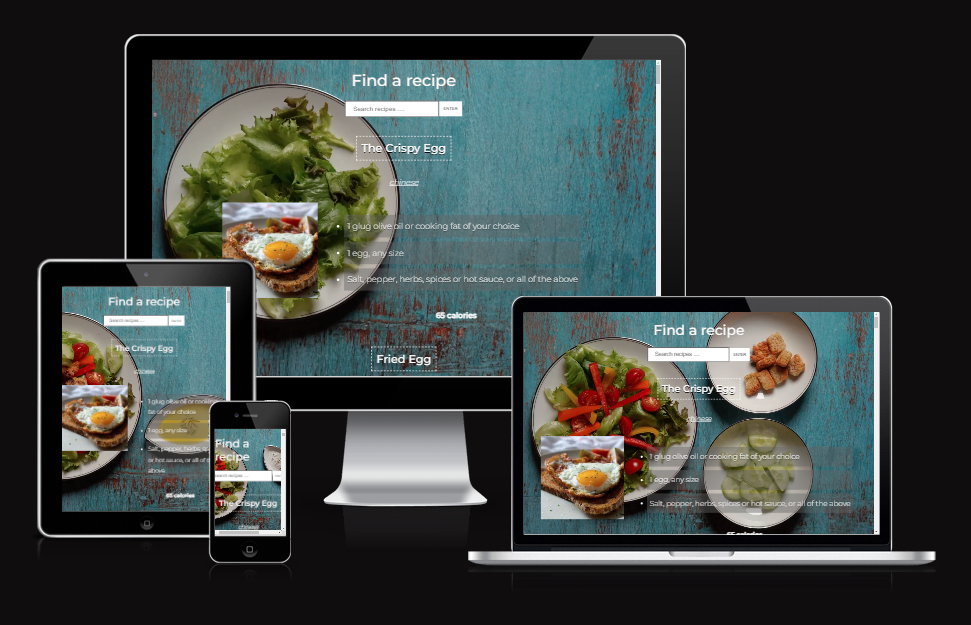 Find a recipe
Search recipes ....
ENTER
The Crispy Egg
chinese
1 glug olive oil or cooking fat of your choice
1 egg, any size
Salt, pepper, herbs, spices or hot sauce, or all of the above
65 calories
Fried Egg
Find a recipe
Search recipes ....
ENTER
The Crispy Egg
chinese
1 glug olive oil or cooking
fat of your choice
1 egg, any size
Salt, pepper, herbs, sp
or hot sauce, or all of th
above
65 calories
Find a
recipe
Search recipes ....
The Crispy Egg
chinese
Find a recipe
Search recipes ....
ENTER
The Crispy Egg
chinese
1 glug olive oil or cooking fat of your choice
1 egg, any size
Salt, pepper, herbs, spices or hot sauce, or all of the above
65 calories